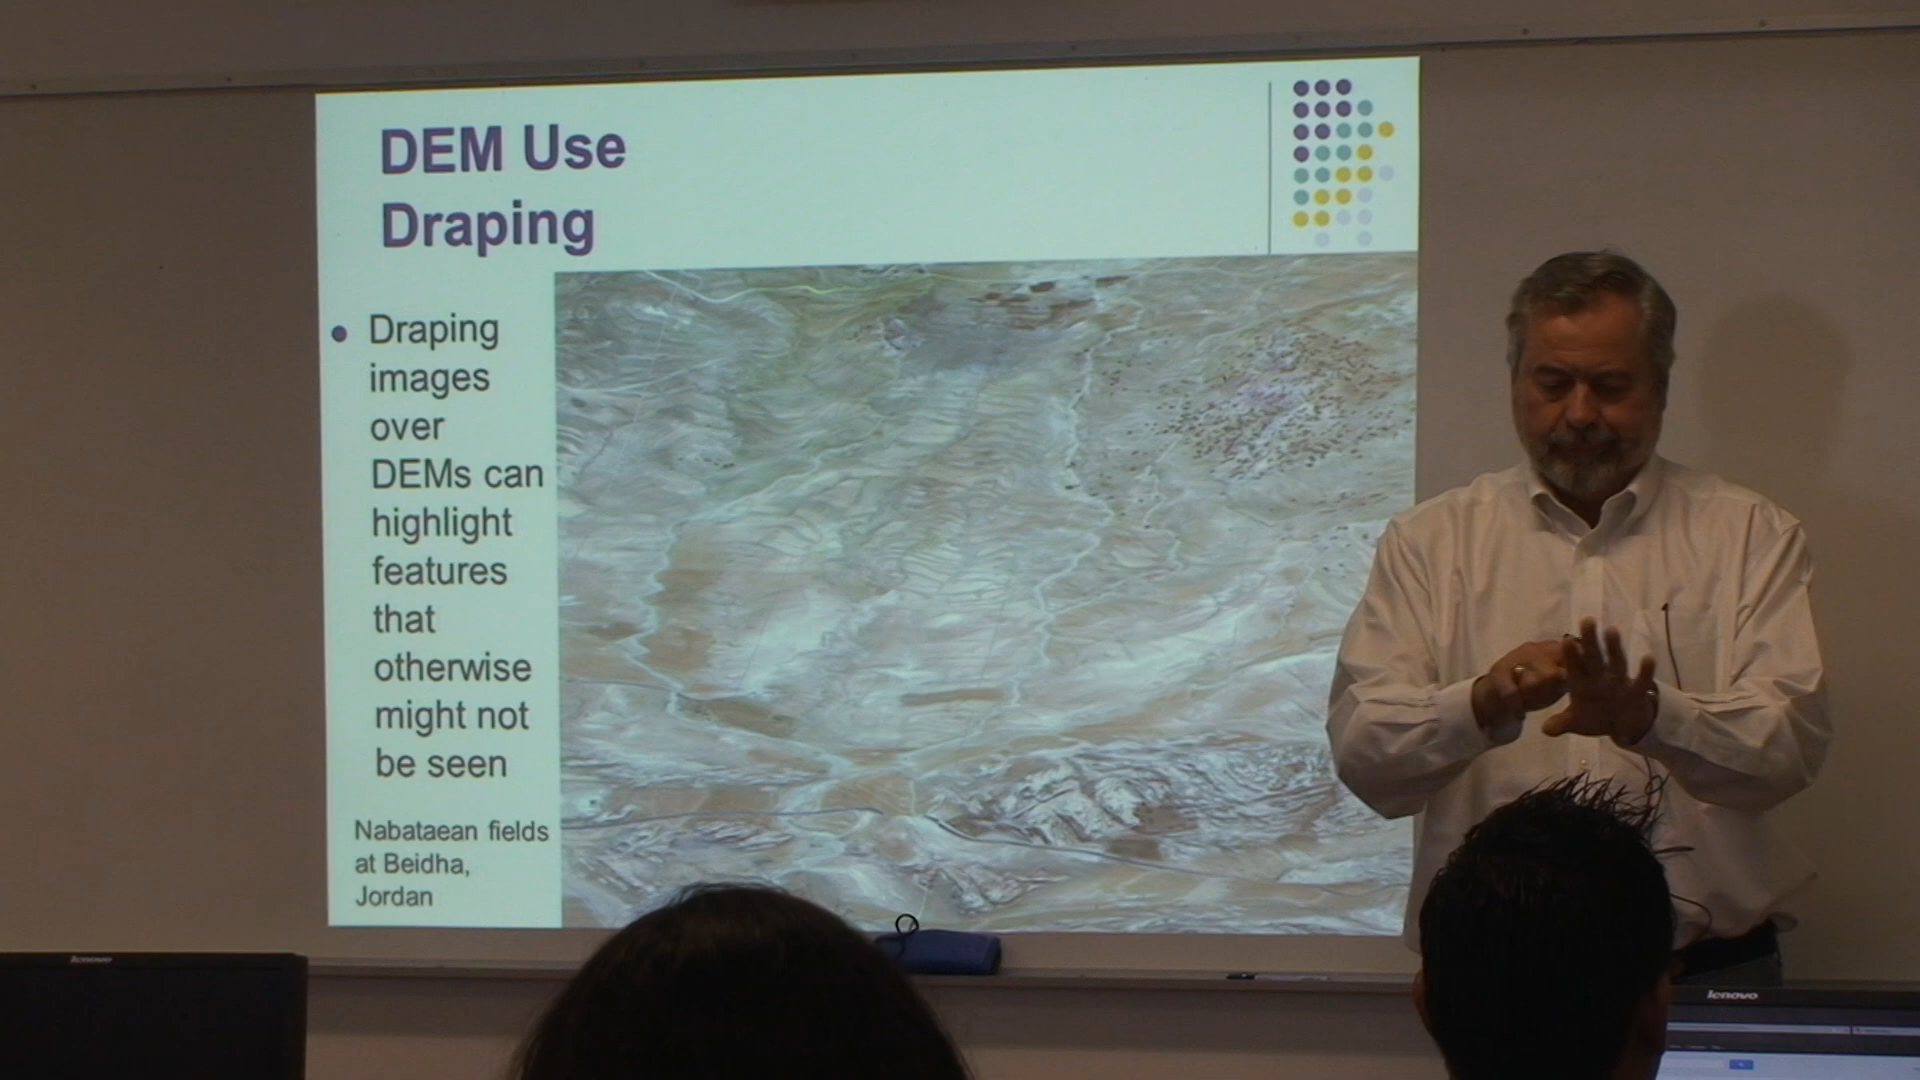 DEM Use
Draping
Draping
images
over
DEMs can
highlight
features
that
otherwise
might not
be seen
Nabataean fields
at Beidha,
Jordan
lenovo
lenovo